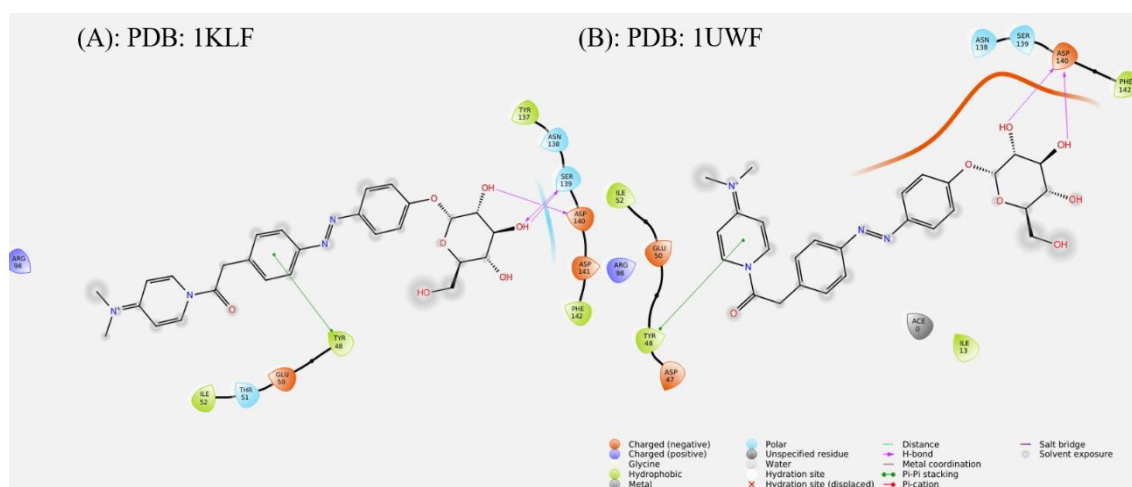 (A): PDB: 1KLF
(B): PDB: 1UWF
TYR
137
ASN
138
SER
139
ASP
140
ASP
141
PHE
142
ARG
98
N+
N
O
N
N
O
OH
O
OH
OH
HO
TYR
48
GLU
50
THR
51
ILE
52
ASN
138
SER
139
ASP
140
PHE
142
HO
OH
O
O
OH
OH
N
N
N+
N
O
ILE
52
GLU
50
ARG
98
TYR
48
ASP
47
ACE
0
ILE
13
Charged (negative)
Charged (positive)
Glycine
Hydrophobic
Metal
Polar
Unspecified residue
Water
Hydration site
Hydration site (displaced)
Distance
H-bond
Metal coordination
Pi-Pi stacking
Pi-cation
Salt bridge
Solvent exposure